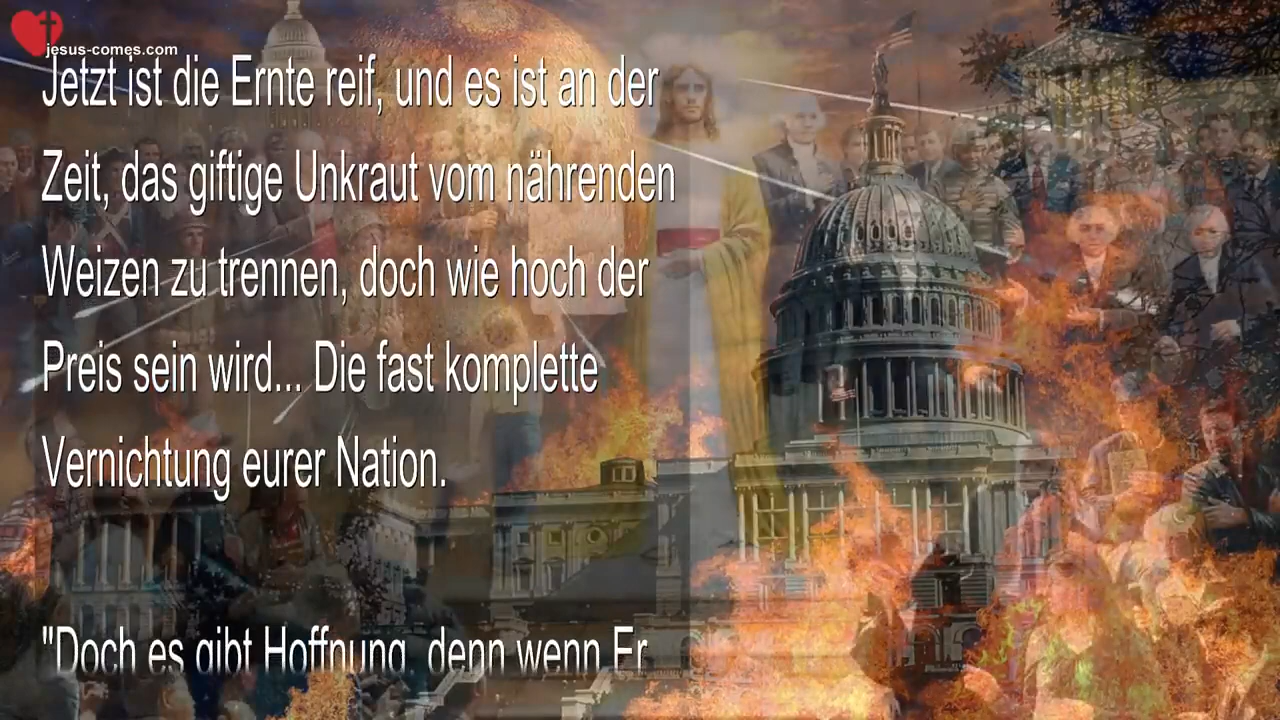 jesus-comes.com
Jetzt ist die Ernte reif, und es ist an der
Zeit, das giftige Unkraut vom nährenden
Weizen zu trennen, doch wie hoch der
Preis sein wird... Die fast komplette
Vernichtung eurer Nation.
"Doch es gibt Hoffnung, denn wenn Er